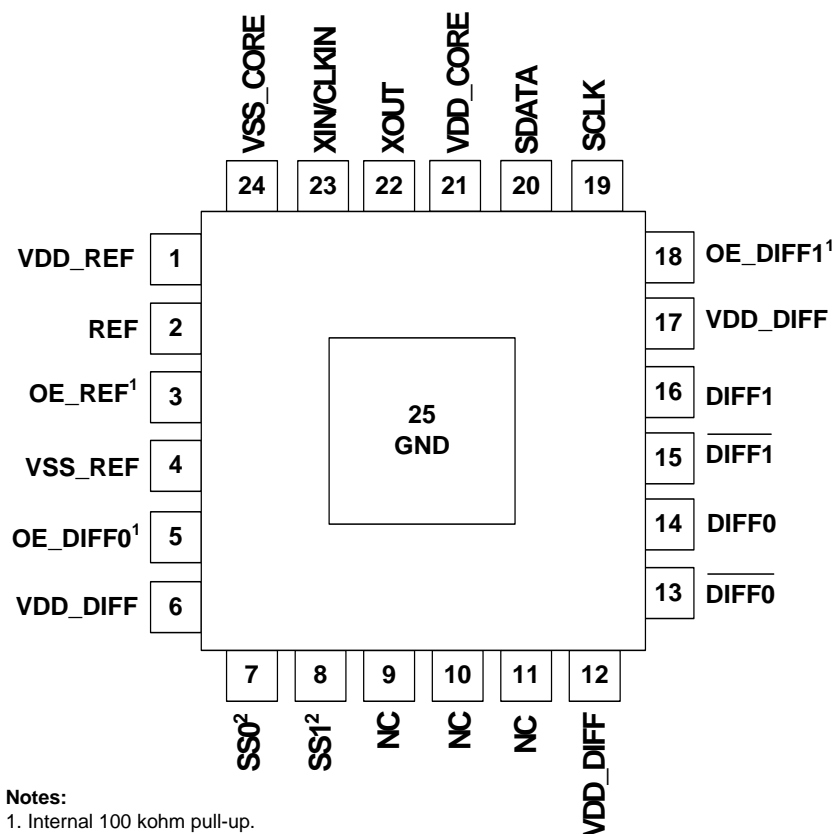 VSS_CORE
XIN/CLKIN
XOUT
VDD_CORE
SDATA
SCLK
24
23
22
21
20
19
VDD_REF 1
REF 2
OE_REF¹ 3
VSS_REF 4
OE_DIFF0¹ 5
VDD_DIFF 6
25
GND
18 OE_DIFF1¹
17 VDD_DIFF
16 DIFF1
15 D̅I̅F̅F̅1̅
14 DIFF0
13 D̅I̅F̅F̅0̅
7
8
9
10
11
12
SS0²
SS1²
NC
NC
NC
VDD_DIFF
Notes:
1. Internal 100 kohm pull-up.